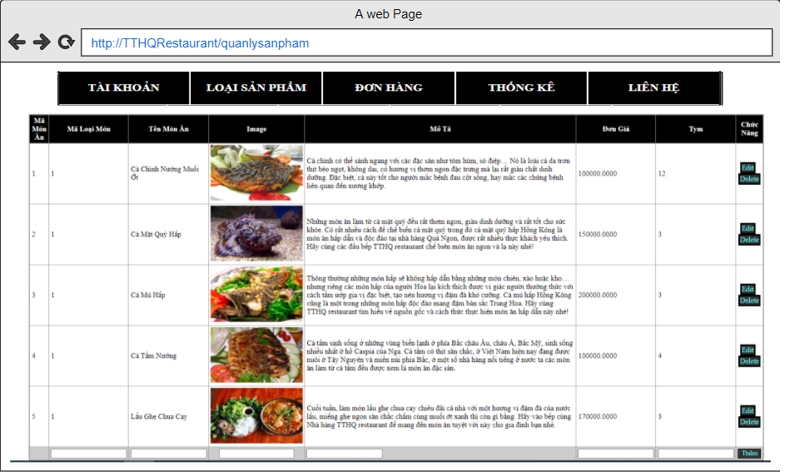 A web Page
http://TTHQRestaurant/quanlysanpham
TÀI KHOẢN LOẠI SẢN PHẨM ĐƠN HÀNG THỐNG KÊ LIÊN HỆ
Mã Món Ăn Mã Loại Món Tên Món Ăn Image Mô Tả Đơn Giá Tym Chức Năng
1 1 Cá Chình Nướng Muối Ớt
Cá chình có thể sánh ngang với các đặc sản như tôm hùm, sò điệp… Nó là loài cá da trơn
thịt béo ngọt, không dai, có hương vị thơm ngon đặc trưng mà lại rất giàu chất dinh
dưỡng. Đặc biệt, cá này tốt cho người mắc bệnh đau cột sống, hay mắc các chứng bệnh
liên quan đến xương khớp.
100000.0000 12 Edit Delete
2 1 Cá Mặt Quỷ Hấp
Những món ăn làm từ cá mặt quỷ đều rất thơm ngon, giàu dinh dưỡng và rất tốt cho sức
khỏe. Có rất nhiều cách để chế biến cá mặt quỷ trong đó cá mặt quỷ hấp Hồng Kông là
món ăn hấp dẫn và độc đáo tại nhà hàng Quá Ngon, được rất nhiều thực khách yêu thích.
Hãy cùng các đầu bếp TTHQ restaurant chế biến món ăn ngon và lạ này nhé!
150000.0000 3 Edit Delete
3 1 Cá Mú Hấp
Thông thường những món hấp sẽ không hấp dẫn bằng những món chiên, xào hoặc kho…
nhưng riêng các món hấp của người Hoa lại kích thích được vị giác người thưởng thức với
cách tẩm ướp gia vị đặc biệt, tạo nên hương vị đậm đà khó cưỡng. Cá mú hấp Hồng Kông
cũng là một trong những món hấp độc đáo mang đậm bản sắc Trung Hoa. Hãy cùng
TTHQ restaurant tìm hiểu về nguồn gốc và cách thức thực hiện món ăn hấp dẫn này nhé!
200000.0000 3 Edit Delete
4 1 Cá Tầm Nướng
Cá tầm sinh sống ở những vùng biển lạnh ở phía Bắc châu Âu, châu Á, Bắc Mỹ, sinh sống
nhiều nhất ở hồ Caspia của Nga. Cá tầm có thịt săn chắc, ở Việt Nam hiện nay đang được
nuôi ở Tây Nguyên và miền núi phía Bắc, ở một số nhà hàng nổi tiếng ở nước ta các món
ăn làm từ cá tầm đều được xem là món ăn đặc sản.
100000.0000 4 Edit Delete
5 1 Lẩu Ghẹ Chua Cay
Cuối tuần, làm món lẩu ghẹ chua cay chiêu đãi cả nhà với một hương vị đậm đà của nước
lẩu, miếng ghẹ ngon săn chắc chấm cùng muối ớt xanh thì còn gì bằng. Hãy vào bếp cùng
Nhà hàng TTHQ restaurant để mang đến món ăn tuyệt vời này cho gia đình bạn nhé.
170000.0000 3 Edit Delete
Thêm